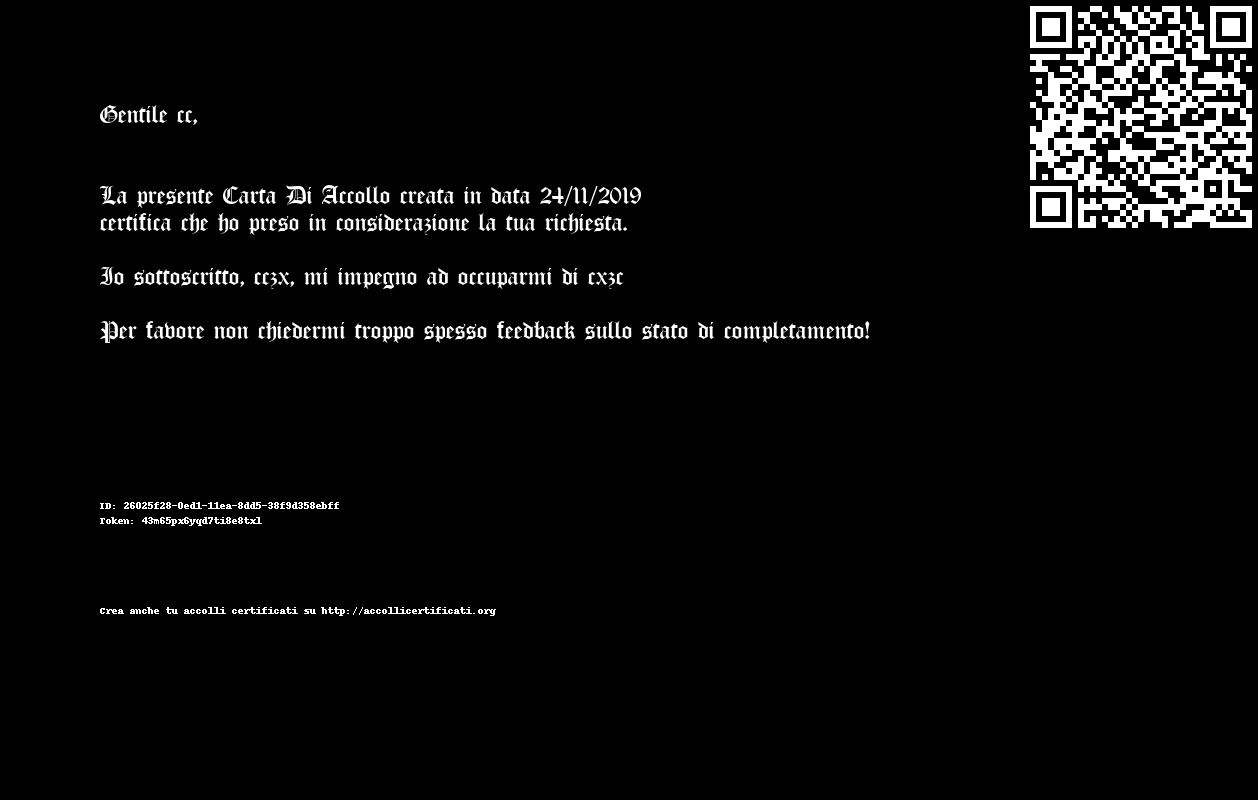 Gentile cc,
La presente Carta Di Accollo creata in data 24/11/2019
certifica che ho preso in considerazione la tua richiesta.
Io sottoscritto, cczx, mi impegno ad occuparmi di cxzc
Per favore non chiedermi troppo spesso feedback sullo stato di completamento!
ID: 26025f28-0ed1-11ea-8dd5-38f9d358ebff
Token: 43m65px6yqd7ti8e8txl
Crea anche tu accolli certificati su http://accollicertificati.org